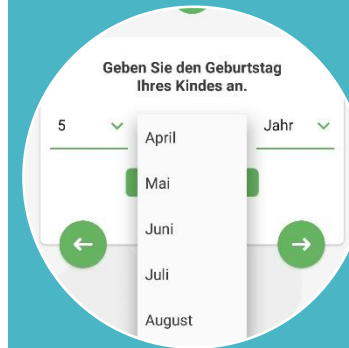 Geben Sie den Geburtstag
Ihres Kindes an.
5
Jahr
April
Mai
Juni
Juli
August